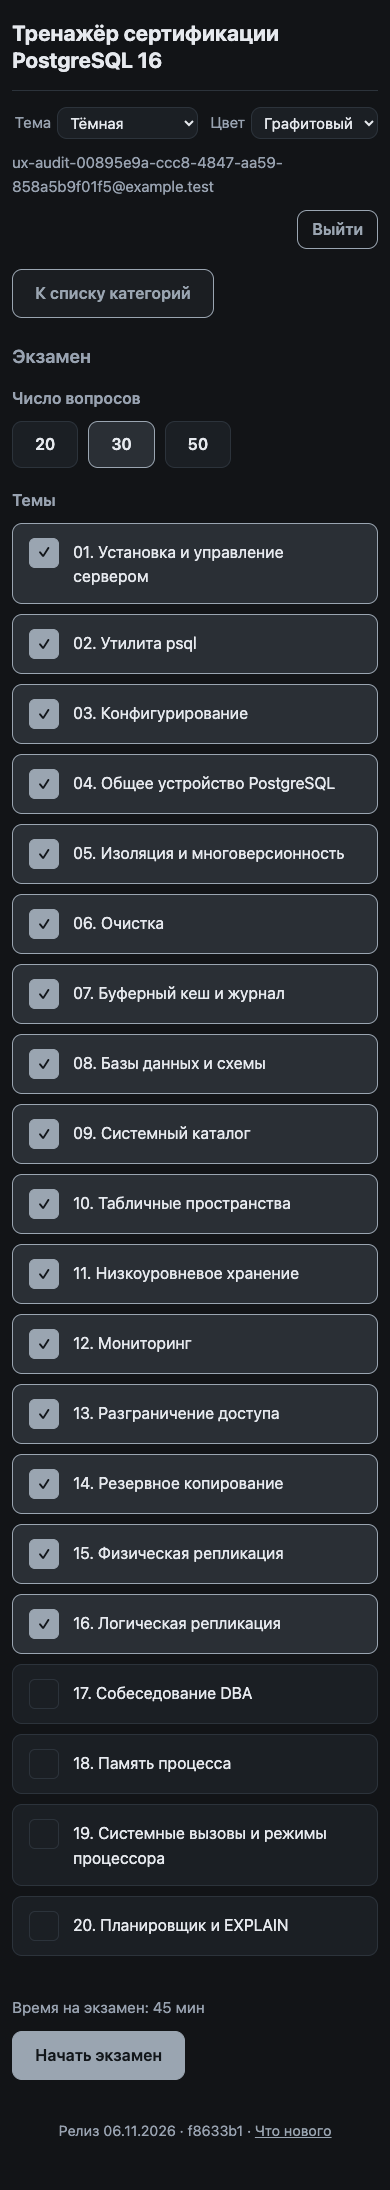 Тренажёр сертификации
PostgreSQL 16
Тема Тёмная Цвет Графитовый
ux-audit-00895e9a-ccc8-4847-aa59-
858a5b9f01f5@example.test
Выйти
К списку категорий
Экзамен
Число вопросов
20 30 50
Темы
01. Установка и управление
сервером
02. Утилита psql
03. Конфигурирование
04. Общее устройство PostgreSQL
05. Изоляция и многоверсионность
06. Очистка
07. Буферный кеш и журнал
08. Базы данных и схемы
09. Системный каталог
10. Табличные пространства
11. Низкоуровневое хранение
12. Мониторинг
13. Разграничение доступа
14. Резервное копирование
15. Физическая репликация
16. Логическая репликация
17. Собеседование DBA
18. Память процесса
19. Системные вызовы и режимы
процессора
20. Планировщик и EXPLAIN
Время на экзамен: 45 мин
Начать экзамен
Релиз 06.11.2026 · f8633b1 · Что нового